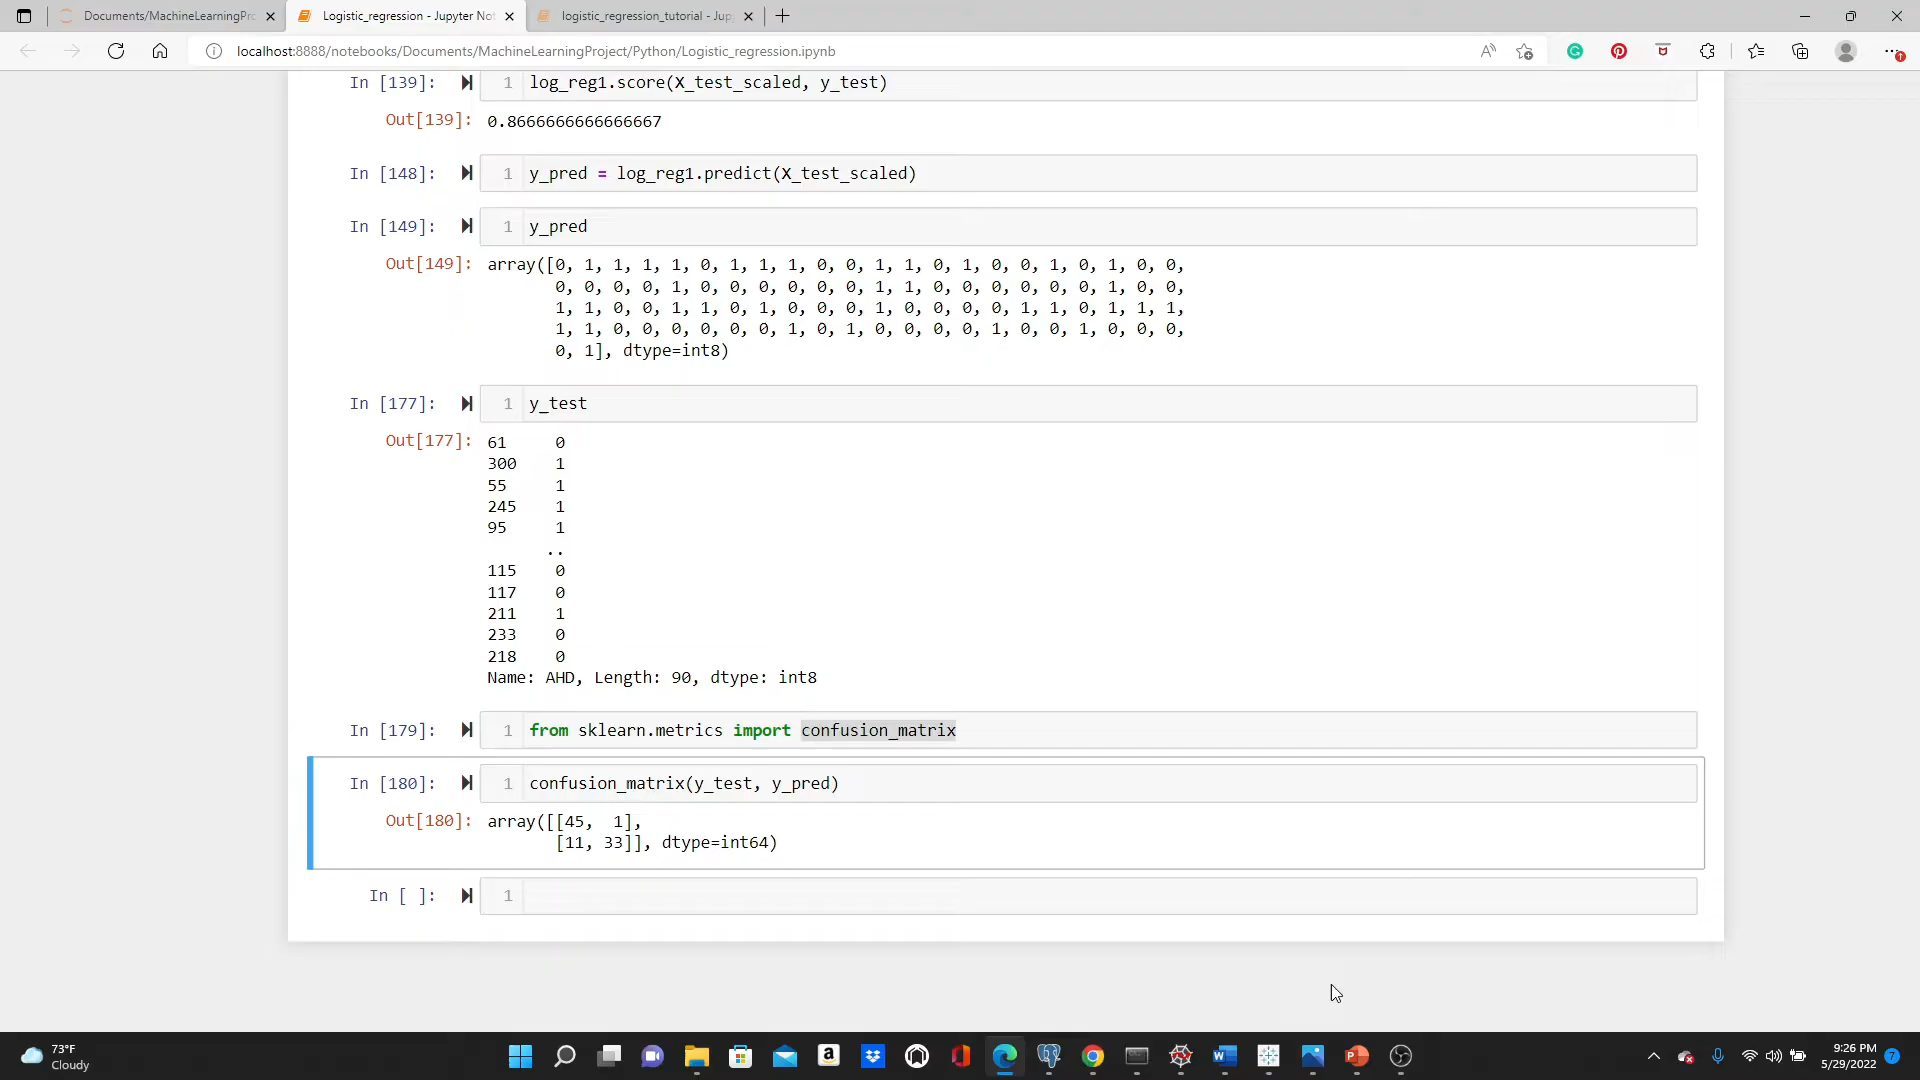 Documents/MachineLearningPr
Logistic_regression - Jupyter Not
logistic_regression_tutorial - Jup
localhost:8888/notebooks/Documents/MachineLearningProject/Python/Logistic_regression.ipynb
In [139]: 1 log_reg1.score(X_test_scaled, y_test)
Out[139]: 0.8666666666666667
In [148]: 1 y_pred = log_reg1.predict(X_test_scaled)
In [149]: 1 y_pred
Out[149]: array([0, 1, 1, 1, 1, 0, 1, 1, 1, 0, 0, 1, 1, 0, 1, 0, 0, 1, 0, 1, 0, 0,
0, 0, 0, 0, 1, 0, 0, 0, 0, 0, 0, 1, 1, 0, 0, 0, 0, 0, 0, 1, 0, 0,
1, 1, 0, 0, 1, 1, 0, 1, 0, 0, 0, 1, 0, 0, 0, 0, 1, 1, 0, 1, 1, 1,
1, 1, 0, 0, 0, 0, 0, 0, 1, 0, 1, 0, 0, 0, 0, 1, 0, 0, 1, 0, 0, 0,
0, 1], dtype=int8)
In [177]: 1 y_test
Out[177]: 61 0
300 1
55 1
245 1
95 1
..
115 0
117 0
211 1
233 0
218 0
Name: AHD, Length: 90, dtype: int8
In [179]: 1 from sklearn.metrics import confusion_matrix
In [180]: 1 confusion_matrix(y_test, y_pred)
Out[180]: array([[45, 1],
[11, 33]], dtype=int64)
In [ ]: 1
73°F
Cloudy
9:26 PM
5/29/2022
7